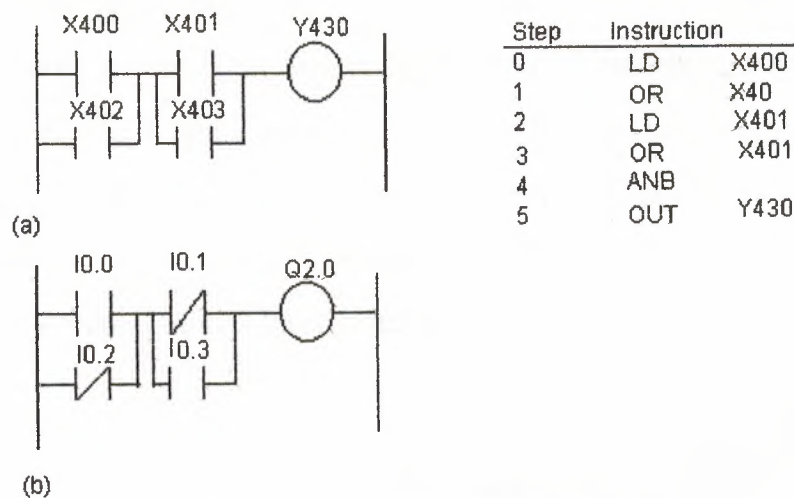 X400 X401 Y430
X402 X403
(a)
Step Instruction
0 LD X400
1 OR X40
2 LD X401
3 OR X401
4 ANB
5 OUT Y430
I0.0 I0.1 Q2.0
I0.2 I0.3
(b)